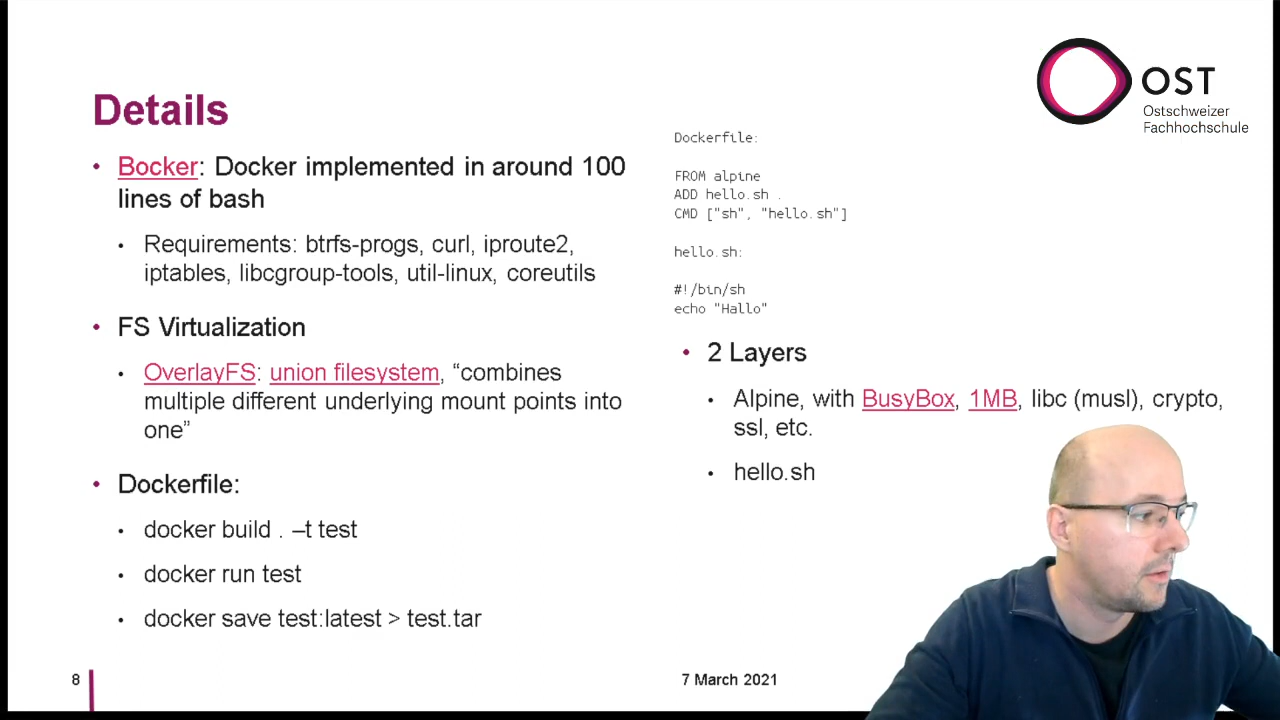 OST
Ostschweizer
Fachhochschule
Details
• Bocker: Docker implemented in around 100
lines of bash
• Requirements: btrfs-progs, curl, iproute2,
iptables, libcgroup-tools, util-linux, coreutils
• FS Virtualization
• OverlayFS: union filesystem, “combines
multiple different underlying mount points into
one”
• Dockerfile:
• docker build . –t test
• docker run test
• docker save test:latest > test.tar
Dockerfile:
FROM alpine
ADD hello.sh .
CMD ["sh", "hello.sh"]
hello.sh:
#!/bin/sh
echo "Hallo"
• 2 Layers
• Alpine, with BusyBox, 1MB, libc (musl), crypto,
ssl, etc.
• hello.sh
8
7 March 2021